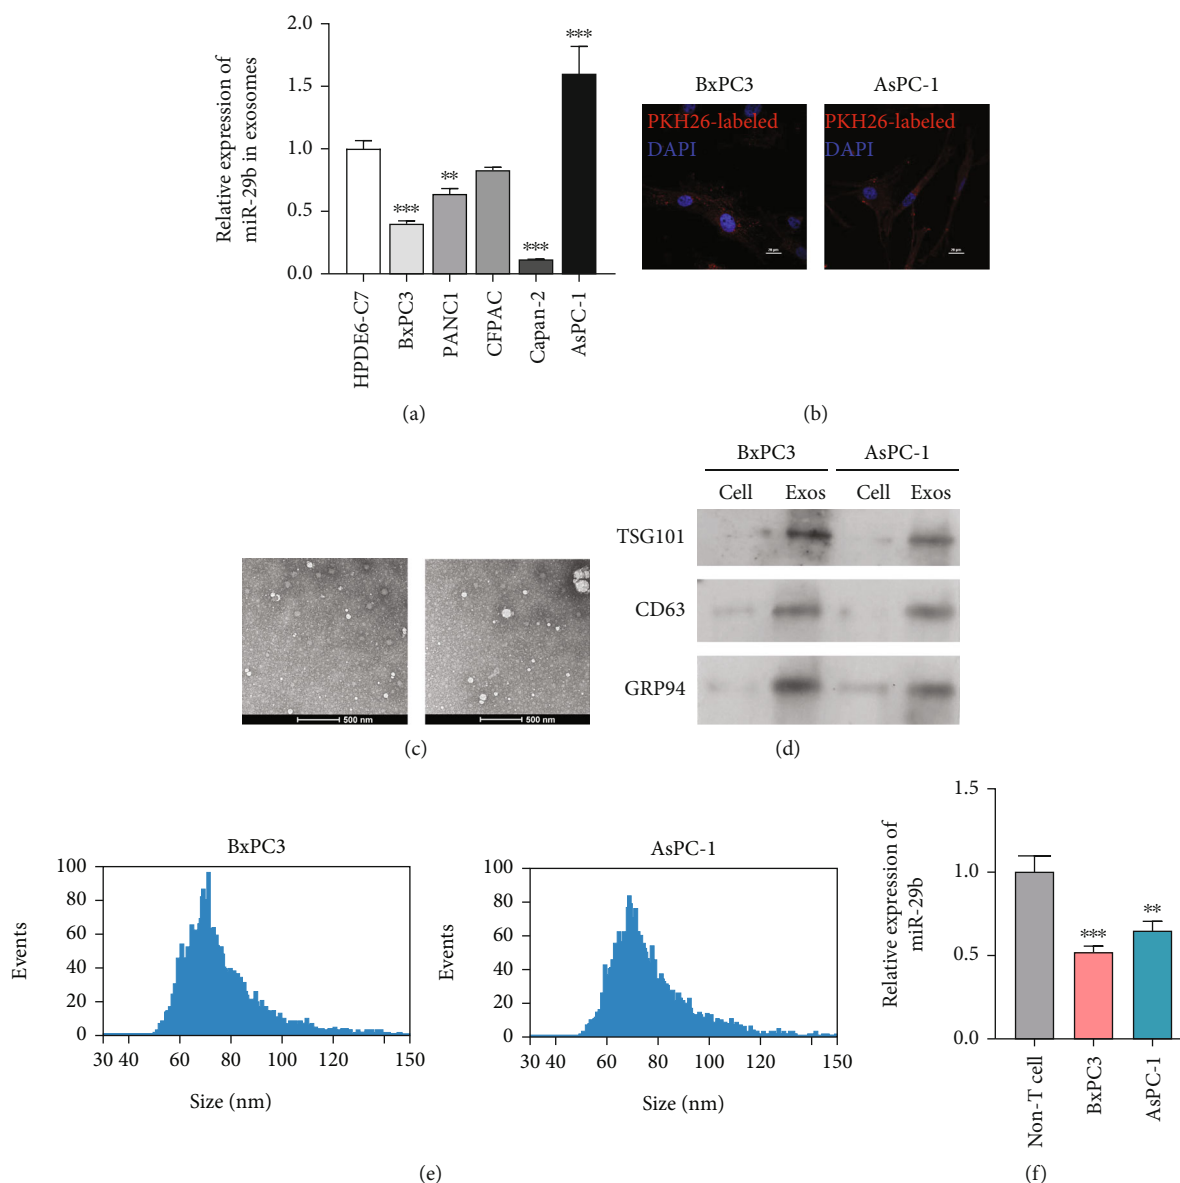 Relative expression of
miR-29b in exosomes
2.0
1.5
1.0
0.5
0.0
***
**
***
***
HPDE6-C7
BxPC3
PANC1
CFPAC
Capan-2
AsPC-1
(a)
BxPC3
AsPC-1
PKH26-labeled
DAPI
PKH26-labeled
DAPI
(b)
500 nm
500 nm
(c)
BxPC3
AsPC-1
Cell
Exos
Cell
Exos
TSG101
CD63
GRP94
(d)
BxPC3
Events
100
80
60
40
20
0
30 40 60 80 100 120 150
Size (nm)
AsPC-1
Events
100
80
60
40
20
0
30 40 60 80 100 120 150
Size (nm)
(e)
Relative expression of
miR-29b
1.5
1.0
0.5
0.0
***
**
Non-T cell
BxPC3
AsPC-1
(f)